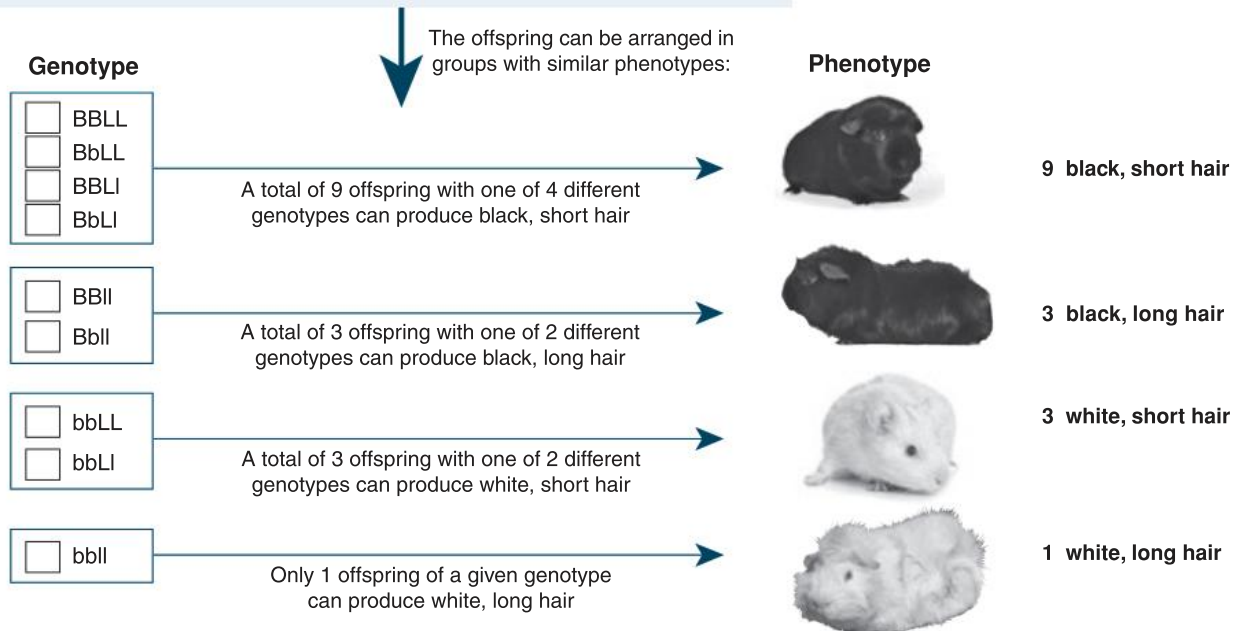 The offspring can be arranged in
groups with similar phenotypes:
Genotype
Phenotype
BBLL
BbLL
BBLl
BbLl
A total of 9 offspring with one of 4 different
genotypes can produce black, short hair
9 black, short hair
BBll
Bbll
A total of 3 offspring with one of 2 different
genotypes can produce black, long hair
3 black, long hair
bbLL
bbLl
A total of 3 offspring with one of 2 different
genotypes can produce white, short hair
3 white, short hair
bbll
Only 1 offspring of a given genotype
can produce white, long hair
1 white, long hair